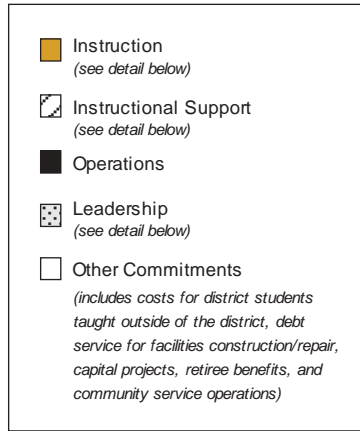 Instruction
(see detail below)
Instructional Support
(see detail below)
Operations
Leadership
(see detail below)
Other Commitments
(includes costs for district students
taught outside of the district, debt
service for facilities construction/repair,
capital projects, retiree benefits, and
community service operations)